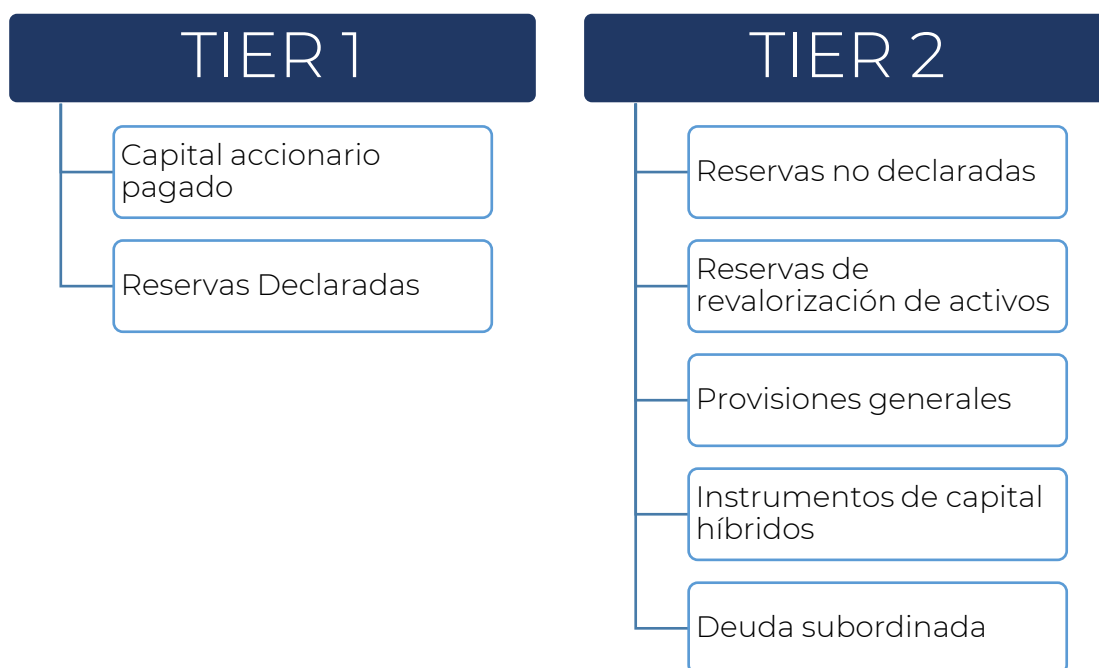 TIER 1
Capital accionario
pagado
Reservas Declaradas
TIER 2
Reservas no declaradas
Reservas de
revalorización de activos
Provisiones generales
Instrumentos de capital
híbridos
Deuda subordinada